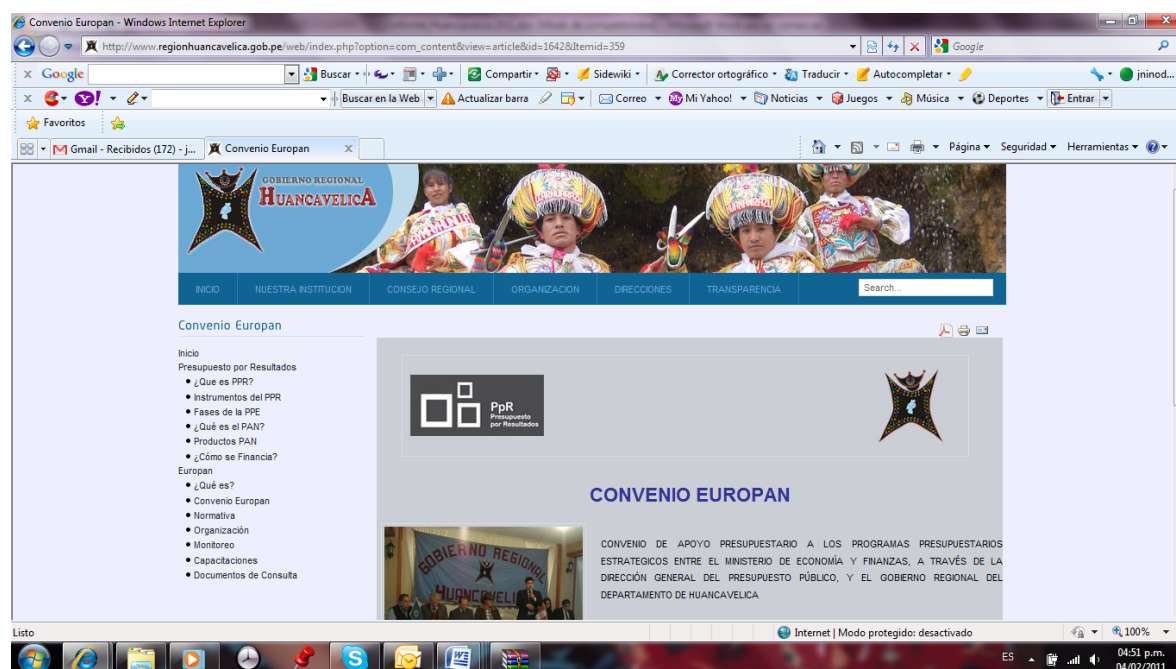 Convenio Europan - Windows Internet Explorer
http://www.regionhuancavelica.gob.pe/web/index.php?option=com_content&view=article&id=1642&Itemid=359
Google
x Google Buscar Compartir Sidewiki Corrector ortográfico Traducir Autocompletar jninod...
x Buscar en la Web Actualizar barra Correo Mi Yahoo! Noticias Juegos Música Deportes Entrar
Favoritos
Gmail - Recibidos (172) - j... Convenio Europan x Página Seguridad Herramientas
GOBIERNO REGIONAL
HUANCAVELICA
INICIO NUESTRA INSTITUCION CONSEJO REGIONAL ORGANIZACION DIRECCIONES TRANSPARENCIA Search...
Convenio Europan
Inicio
Presupuesto por Resultados
¿Que es PPR?
Instrumentos del PPR
Fases de la PPE
¿Qué es el PAN?
Productos PAN
¿Cómo se Financia?
Europan
¿Qué es?
Convenio Europan
Normativa
Organización
Monitoreo
Capacitaciones
Documentos de Consulta
PpR
Presupuesto
por Resultados
CONVENIO EUROPAN
GOBIERNO REGIONAL
CONVENIO DE APOYO PRESUPUESTARIO A LOS PROGRAMAS PRESUPUESTARIOS
ESTRATEGICOS ENTRE EL MINISTERIO DE ECONOMÍA Y FINANZAS, A TRAVÉS DE LA
DIRECCIÓN GENERAL DEL PRESUPUESTO PÚBLICO, Y EL GOBIERNO REGIONAL DEL
DEPARTAMENTO DE HUANCAVELICA
Listo Internet | Modo protegido: desactivado 100%
ES 04:51 p.m.